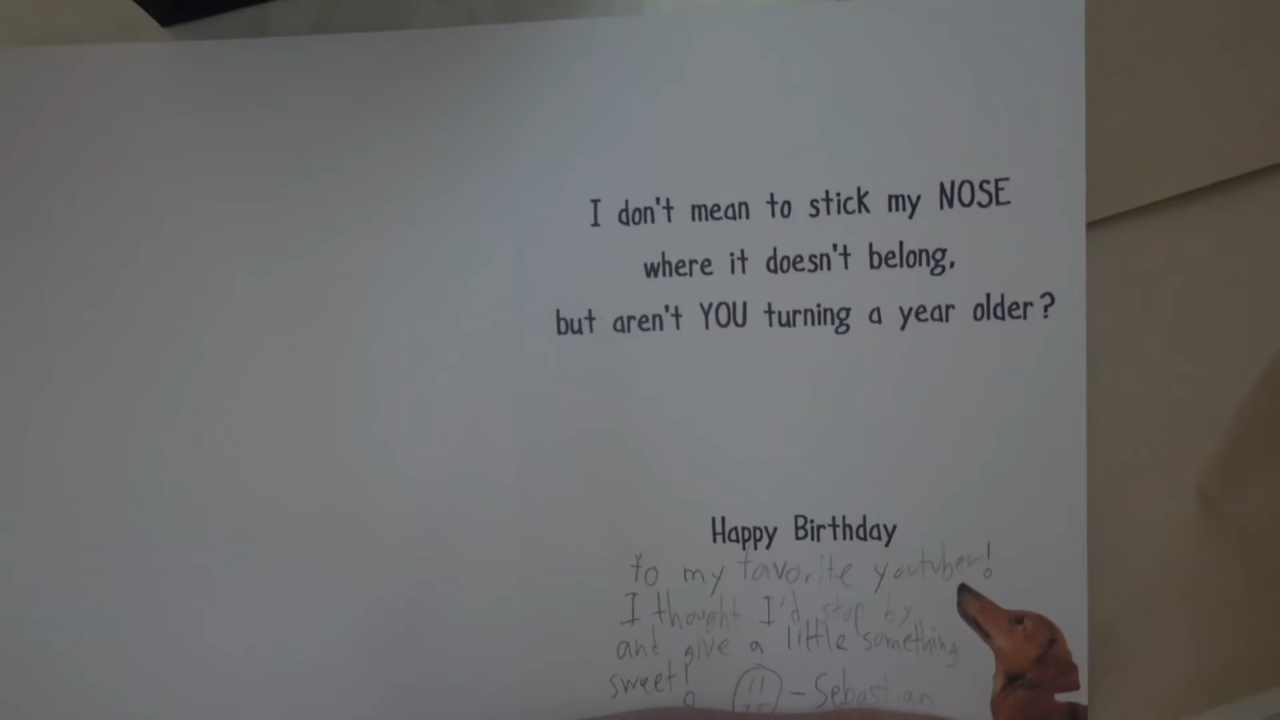 I don't mean to stick my NOSE
where it doesn't belong,
but aren't YOU turning a year older?
Happy Birthday
to my favorite youtuber!
I thought I'd stop by
and give a little something
sweet! - Sebastian